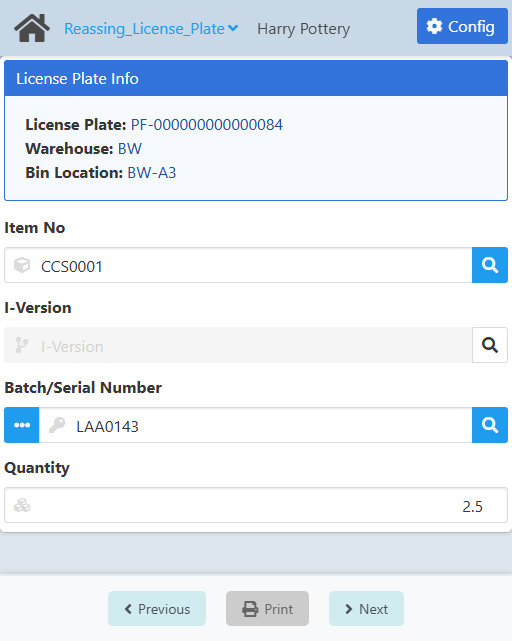 Reassing_License_Plate Harry Pottery Config
License Plate Info
License Plate: PF-000000000000084
Warehouse: BW
Bin Location: BW-A3
Item No
CCS0001
I-Version
I-Version
Batch/Serial Number
LAA0143
Quantity
2.5
Previous Print Next